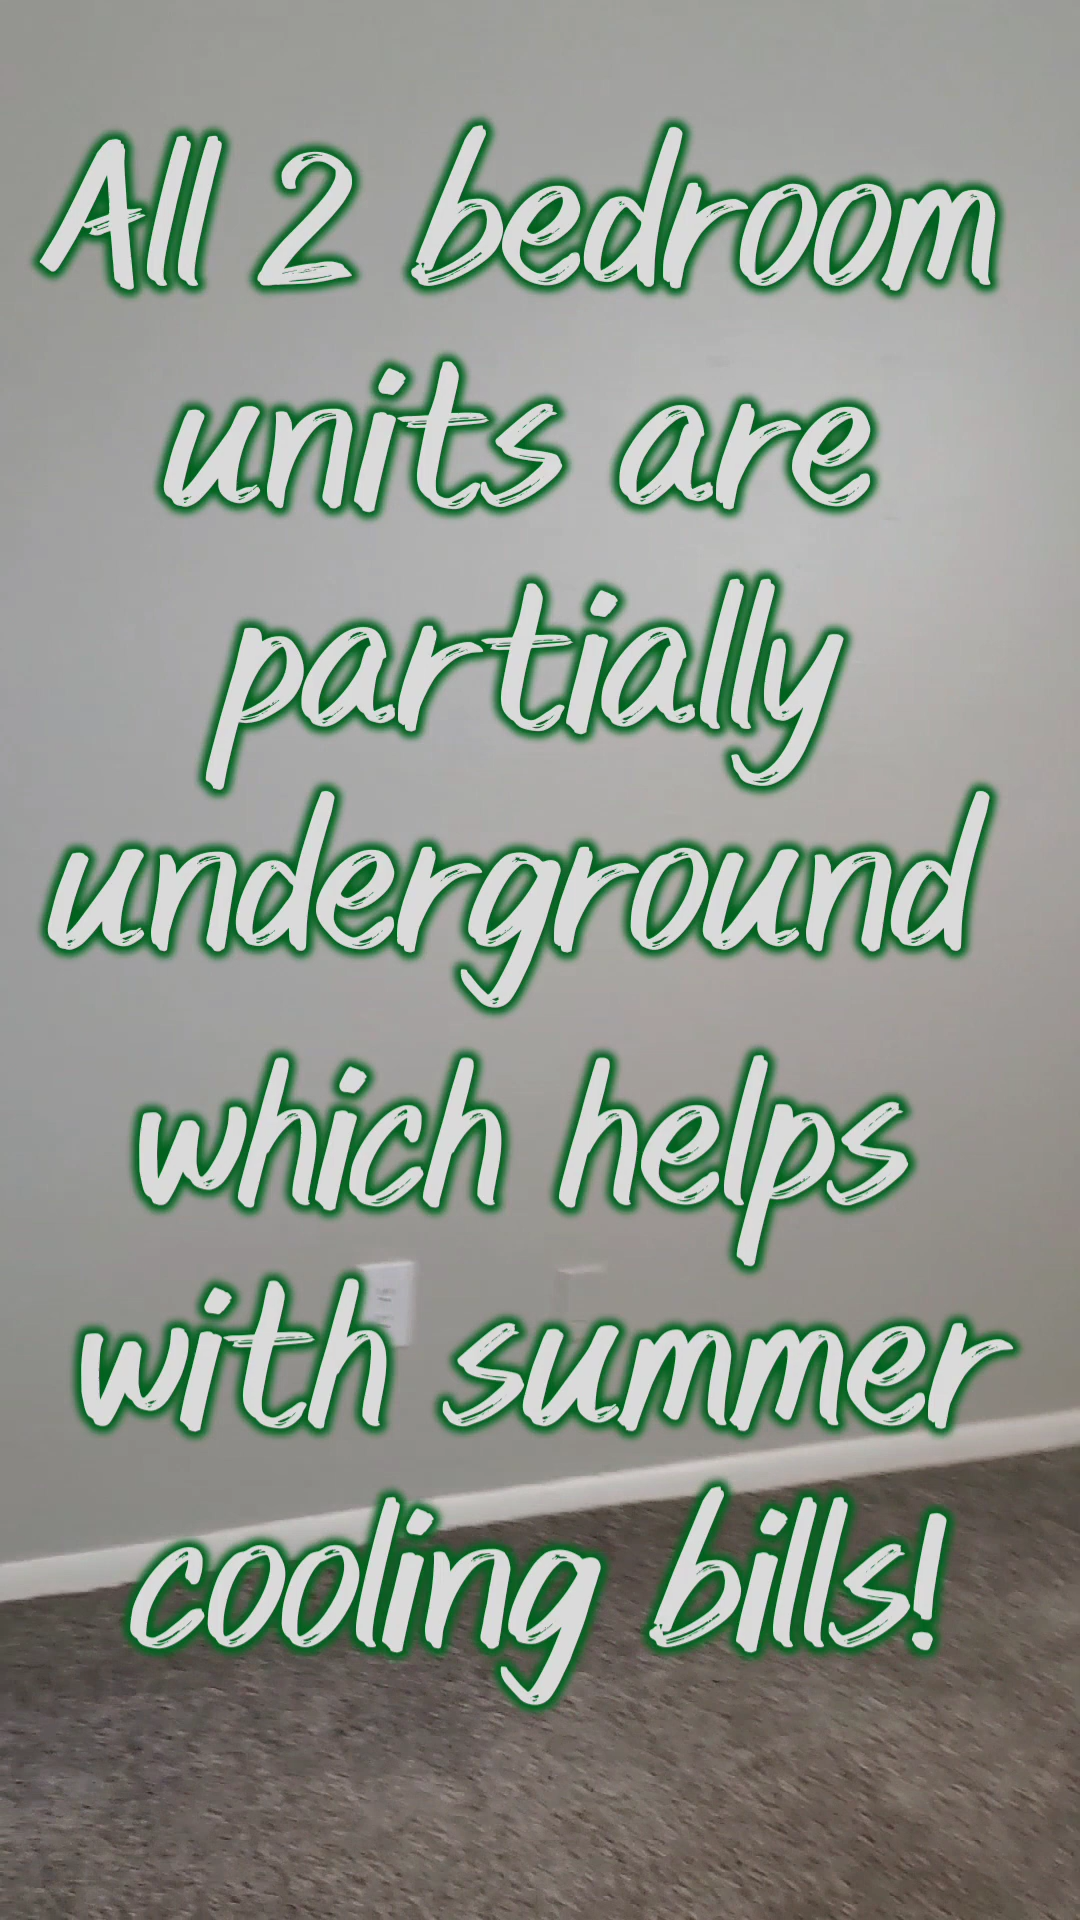 All 2 bedroom
units are
partially
underground
which helps
with summer
cooling bills!